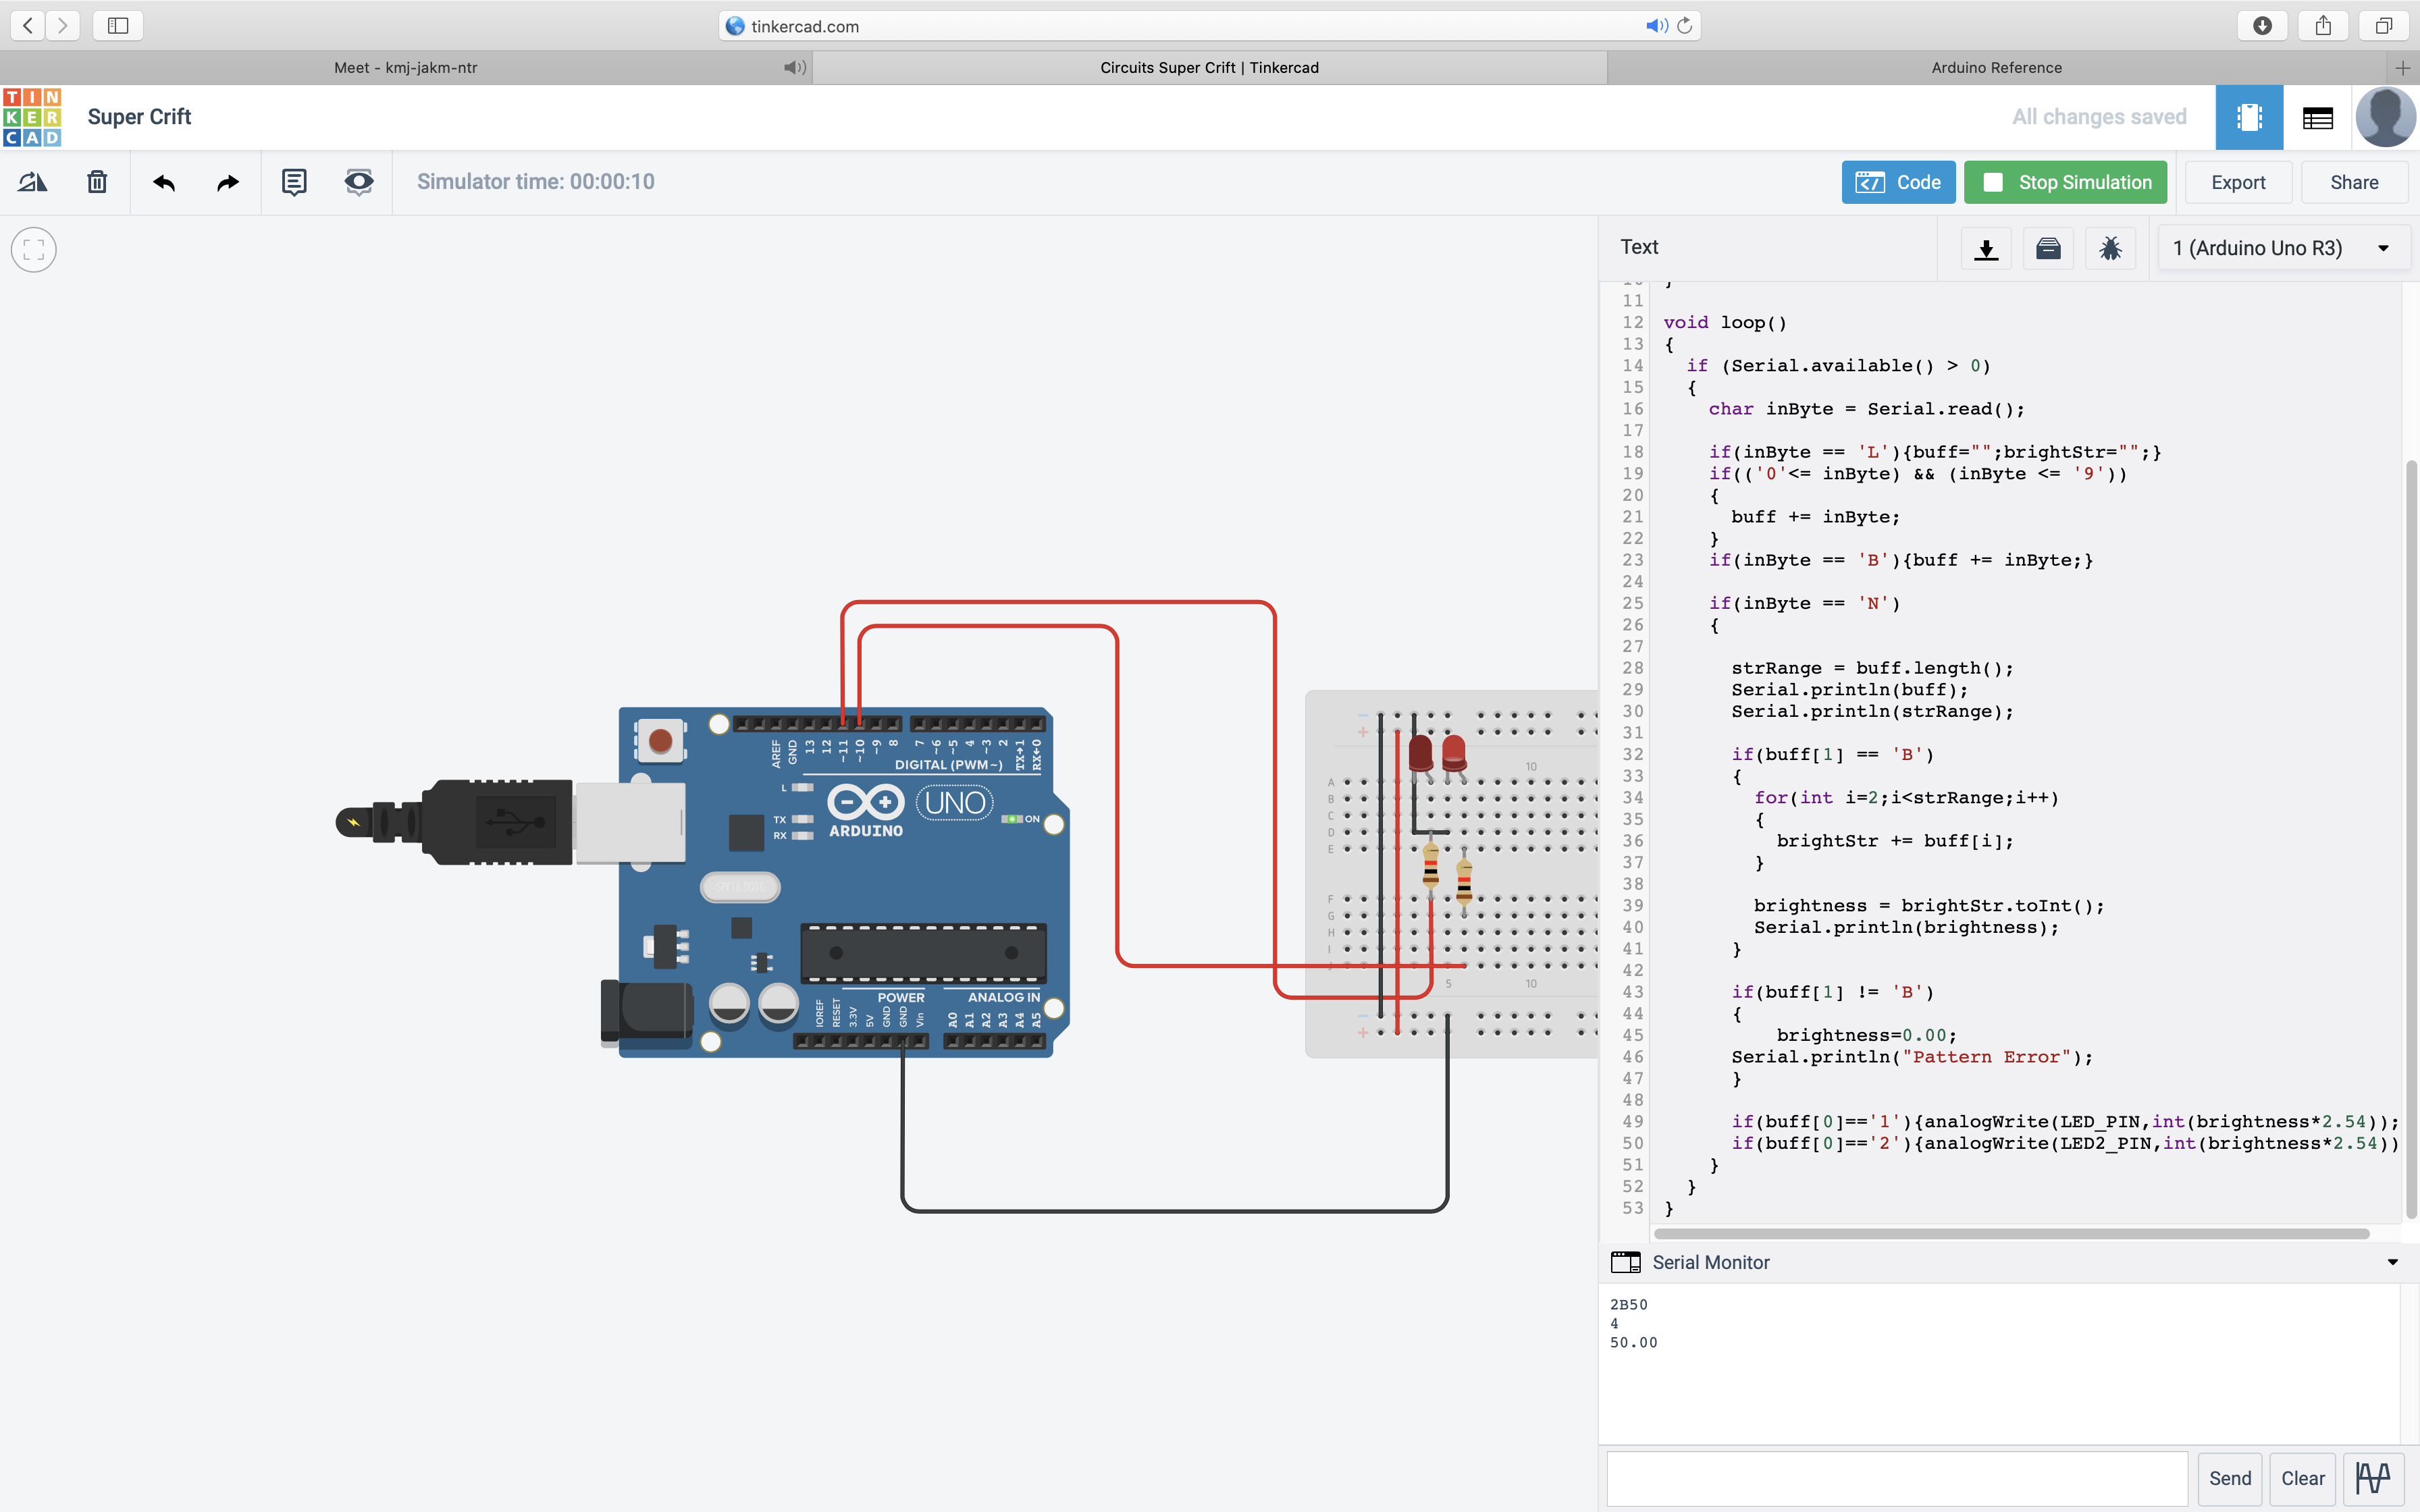 tinkercad.com
Meet - kmj-jakm-ntr
Circuits Super Crift | Tinkercad
Arduino Reference
TIN
KER
CAD
Super Crift
All changes saved
Simulator time: 00:00:10
Code
Stop Simulation
Export
Share
Text
1 (Arduino Uno R3)
11
12 void loop()
13 {
14 if (Serial.available() > 0)
15 {
16 char inByte = Serial.read();
17
18 if(inByte == 'L'){buff="";brightStr="";}
19 if(('0'<= inByte) && (inByte <= '9'))
20 {
21 buff += inByte;
22 }
23 if(inByte == 'B'){buff += inByte;}
24
25 if(inByte == 'N')
26 {
27
28 strRange = buff.length();
29 Serial.println(buff);
30 Serial.println(strRange);
31
32 if(buff[1] == 'B')
33 {
34 for(int i=2;i<strRange;i++)
35 {
36 brightStr += buff[i];
37 }
38
39 brightness = brightStr.toInt();
40 Serial.println(brightness);
41 }
42
43 if(buff[1] != 'B')
44 {
45 brightness=0.00;
46 Serial.println("Pattern Error");
47 }
48
49 if(buff[0]=='1'){analogWrite(LED_PIN,int(brightness*2.54));
50 if(buff[0]=='2'){analogWrite(LED2_PIN,int(brightness*2.54))
51 }
52 }
53 }
AREF
GND
13
12
~11
~10
~9
8
7
~6
~5
4
~3
2
TX→1
RX←0
DIGITAL (PWM~)
L
TX
RX
ARDUINO
UNO
ON
POWER
ANALOG IN
IOREF
RESET
3.3V
5V
GND
GND
Vin
A0
A1
A2
A3
A4
A5
10
A
B
C
D
E
F
G
H
I
J
5
10
Serial Monitor
2B50
4
50.00
Send
Clear